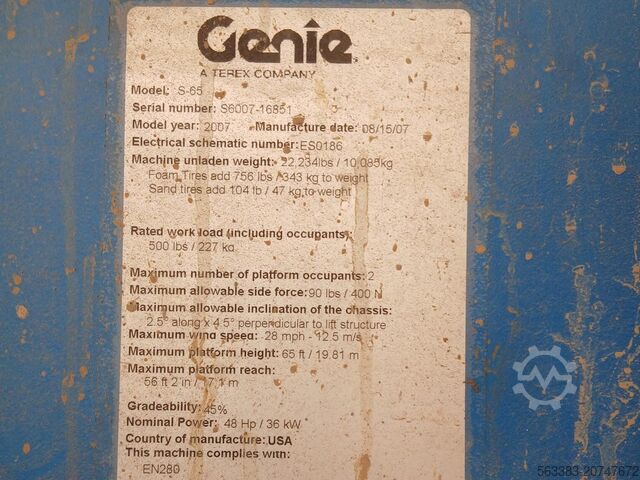 Genie
A TEREX COMPANY
Model: S-65
Serial number: S6007-16851
Model year: 2007 Manufacture date: 08/15/07
Electrical schematic number: ES0186
Machine unladen weight: 22,234lbs / 10,085kg
Foam Tires add 756 lbs / 343 kg to weight
Sand tires add 104 lb / 47 kg to weight
Rated work load (including occupants):
500 lbs / 227 kg
Maximum number of platform occupants: 2
Maximum allowable side force: 90 lbs / 400 N
Maximum allowable inclination of the chassis:
2.5° along x 4.5° perpendicular to lift structure
Maximum wind speed: 28 mph - 12.5 m/s
Maximum platform height: 65 ft / 19.81 m
Maximum platform reach:
56 ft 2 in / 17.1 m
Gradeability: 45%
Nominal Power: 48 Hp / 36 kW
Country of manufacture: USA
This machine complies with:
EN280
563383-20747672